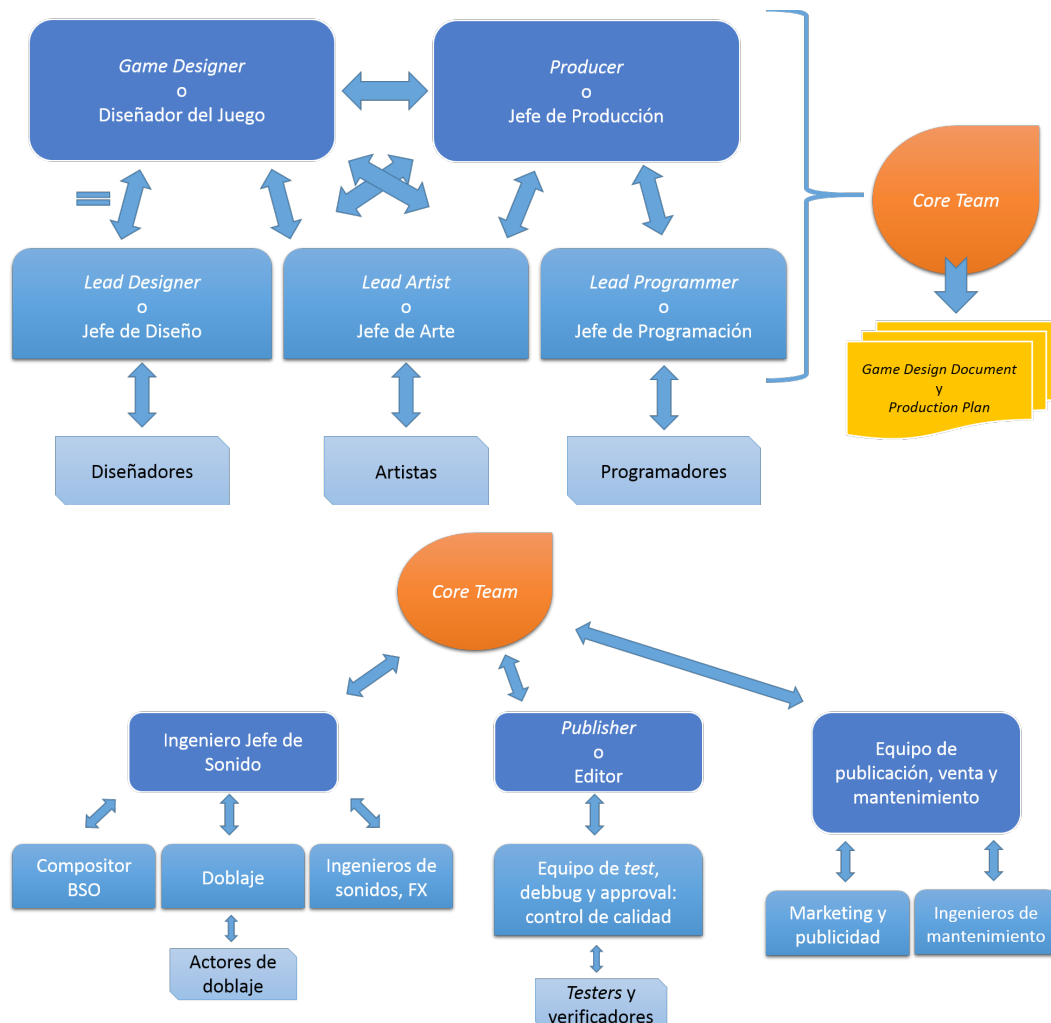 Game Designer
o
Diseñador del Juego
Producer
o
Jefe de Producción
=
Core Team
Lead Designer
o
Jefe de Diseño
Lead Artist
o
Jefe de Arte
Lead Programmer
o
Jefe de Programación
Game Design Document
y
Production Plan
Diseñadores
Artistas
Programadores
Core Team
Ingeniero Jefe de
Sonido
Publisher
o
Editor
Equipo de
publicación, venta y
mantenimiento
Compositor
BSO
Doblaje
Ingenieros de
sonidos, FX
Equipo de test,
debbug y approval:
control de calidad
Marketing y
publicidad
Ingenieros de
mantenimiento
Actores de
doblaje
Testers y
verificadores